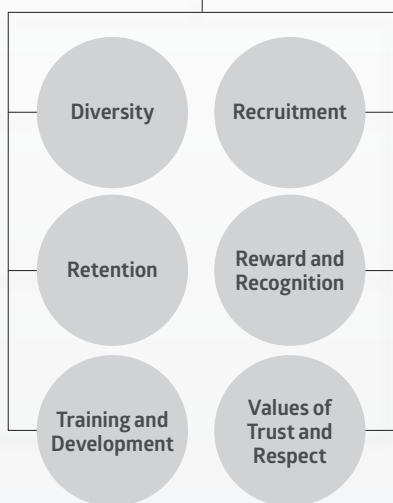 Diversity
Recruitment
Retention
Reward and
Recognition
Training and
Development
Values of
Trust and
Respect